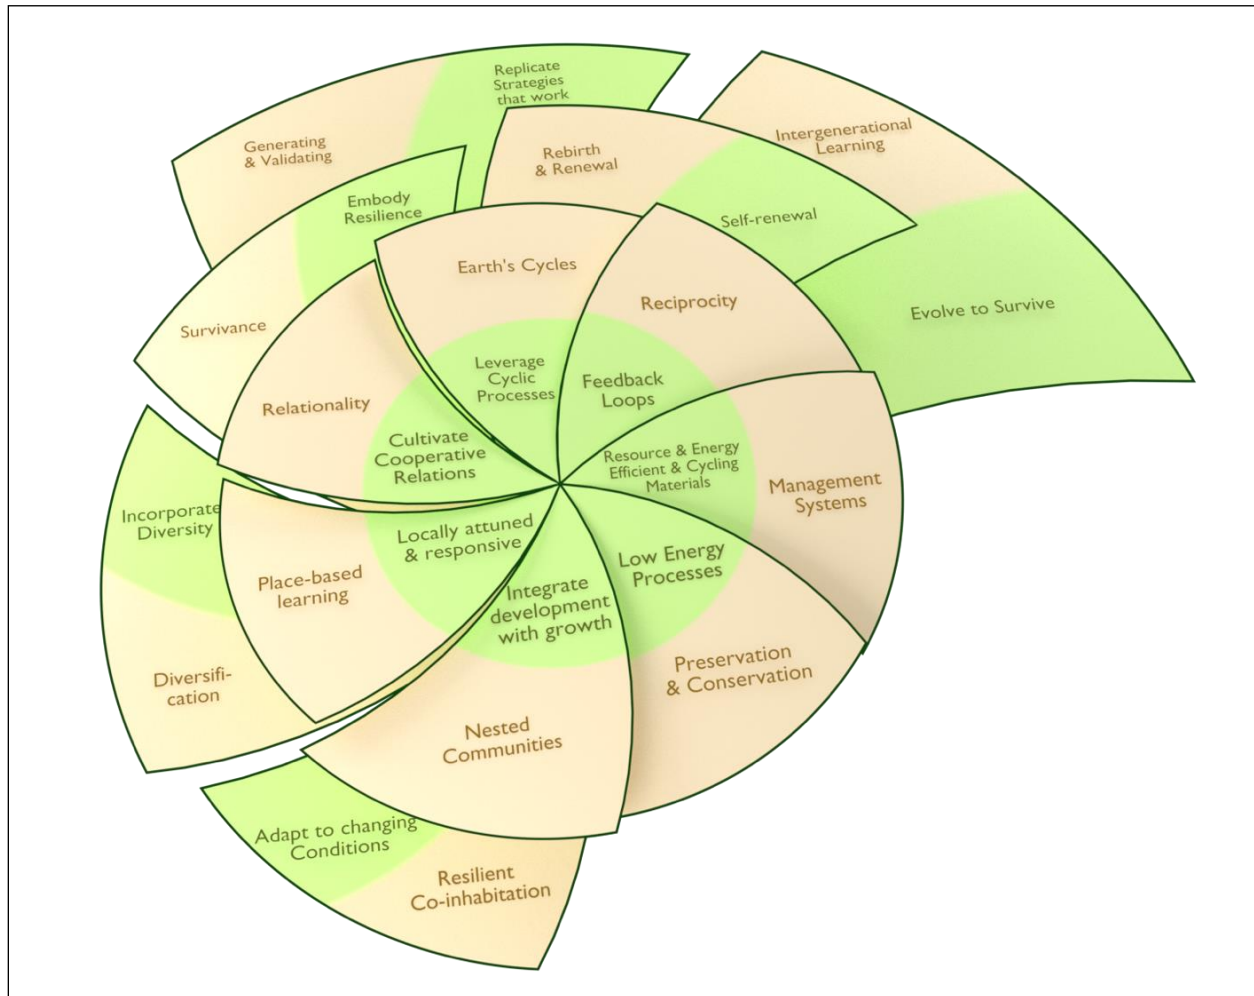 Replicate
Strategies
that work
Generating
& Validating
Intergenerational
Learning
Rebirth
& Renewal
Embody
Resilience
Self-renewal
Survivance
Earth's Cycles
Reciprocity
Evolve to Survive
Leverage
Cyclic
Processes
Feedback
Loops
Relationality
Cultivate
Cooperative
Relations
Resource & Energy
Efficient & Cycling
Materials
Management
Systems
Incorporate
Diversity
Locally attuned
& responsive
Low Energy
Processes
Place-based
learning
Integrate
development
with growth
Diversifi-
cation
Preservation
& Conservation
Nested
Communities
Adapt to changing
Conditions
Resilient
Co-inhabitation